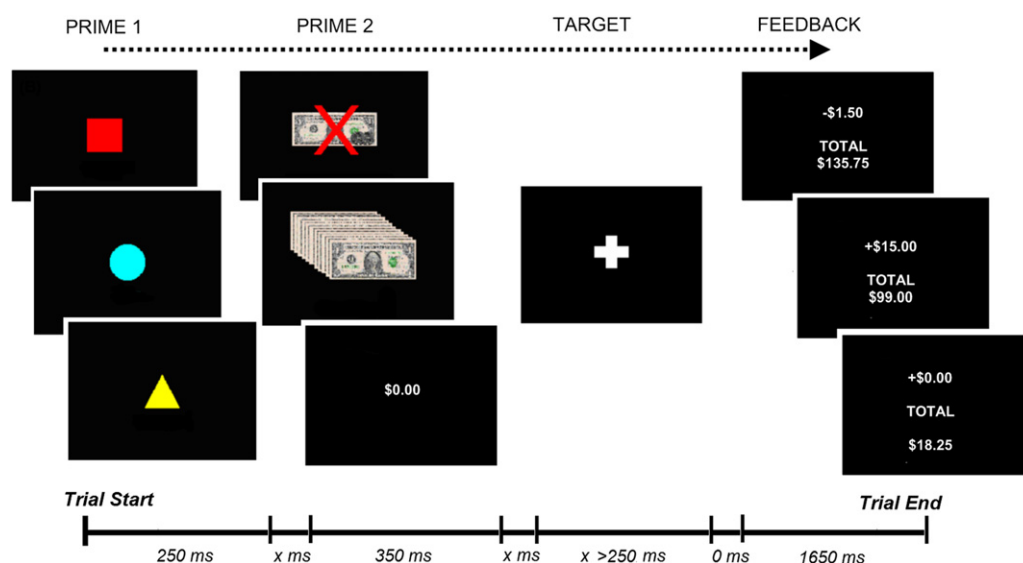 PRIME 1
PRIME 2
TARGET
FEEDBACK
X
-$1.50
TOTAL
$135.75
+$15.00
TOTAL
$99.00
$0.00
+$0.00
TOTAL
$18.25
Trial Start
Trial End
250 ms
x ms
350 ms
x ms
x >250 ms
0 ms
1650 ms